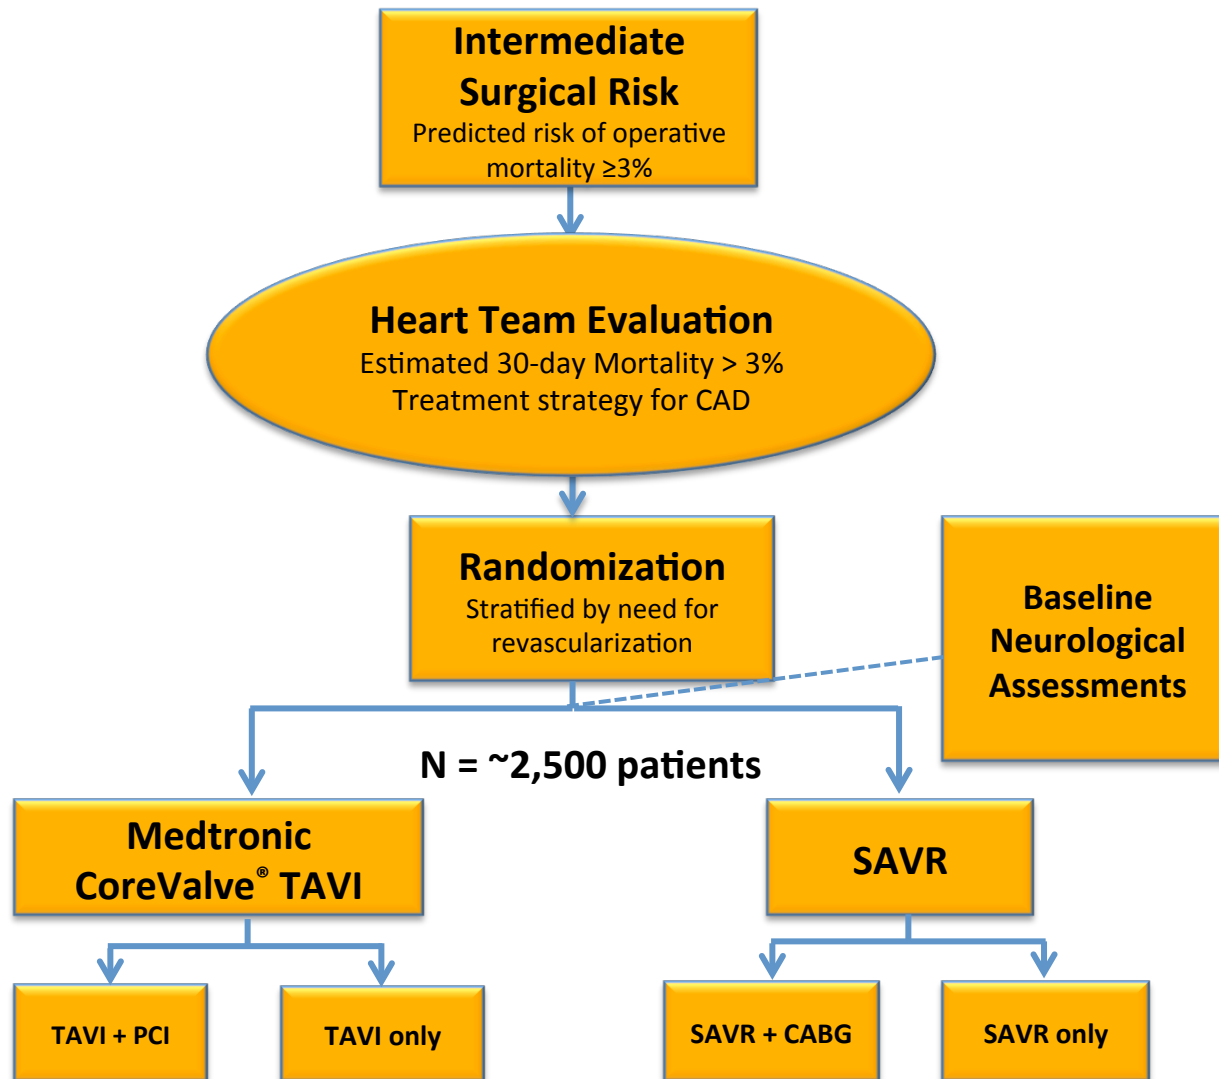 Intermediate
Surgical Risk
Predicted risk of operative
mortality ≥3%
Heart Team Evaluation
Estimated 30-day Mortality > 3%
Treatment strategy for CAD
Randomization
Stratified by need for
revascularization
Baseline
Neurological
Assessments
N = ~2,500 patients
Medtronic
CoreValve® TAVI
SAVR
TAVI + PCI
TAVI only
SAVR + CABG
SAVR only